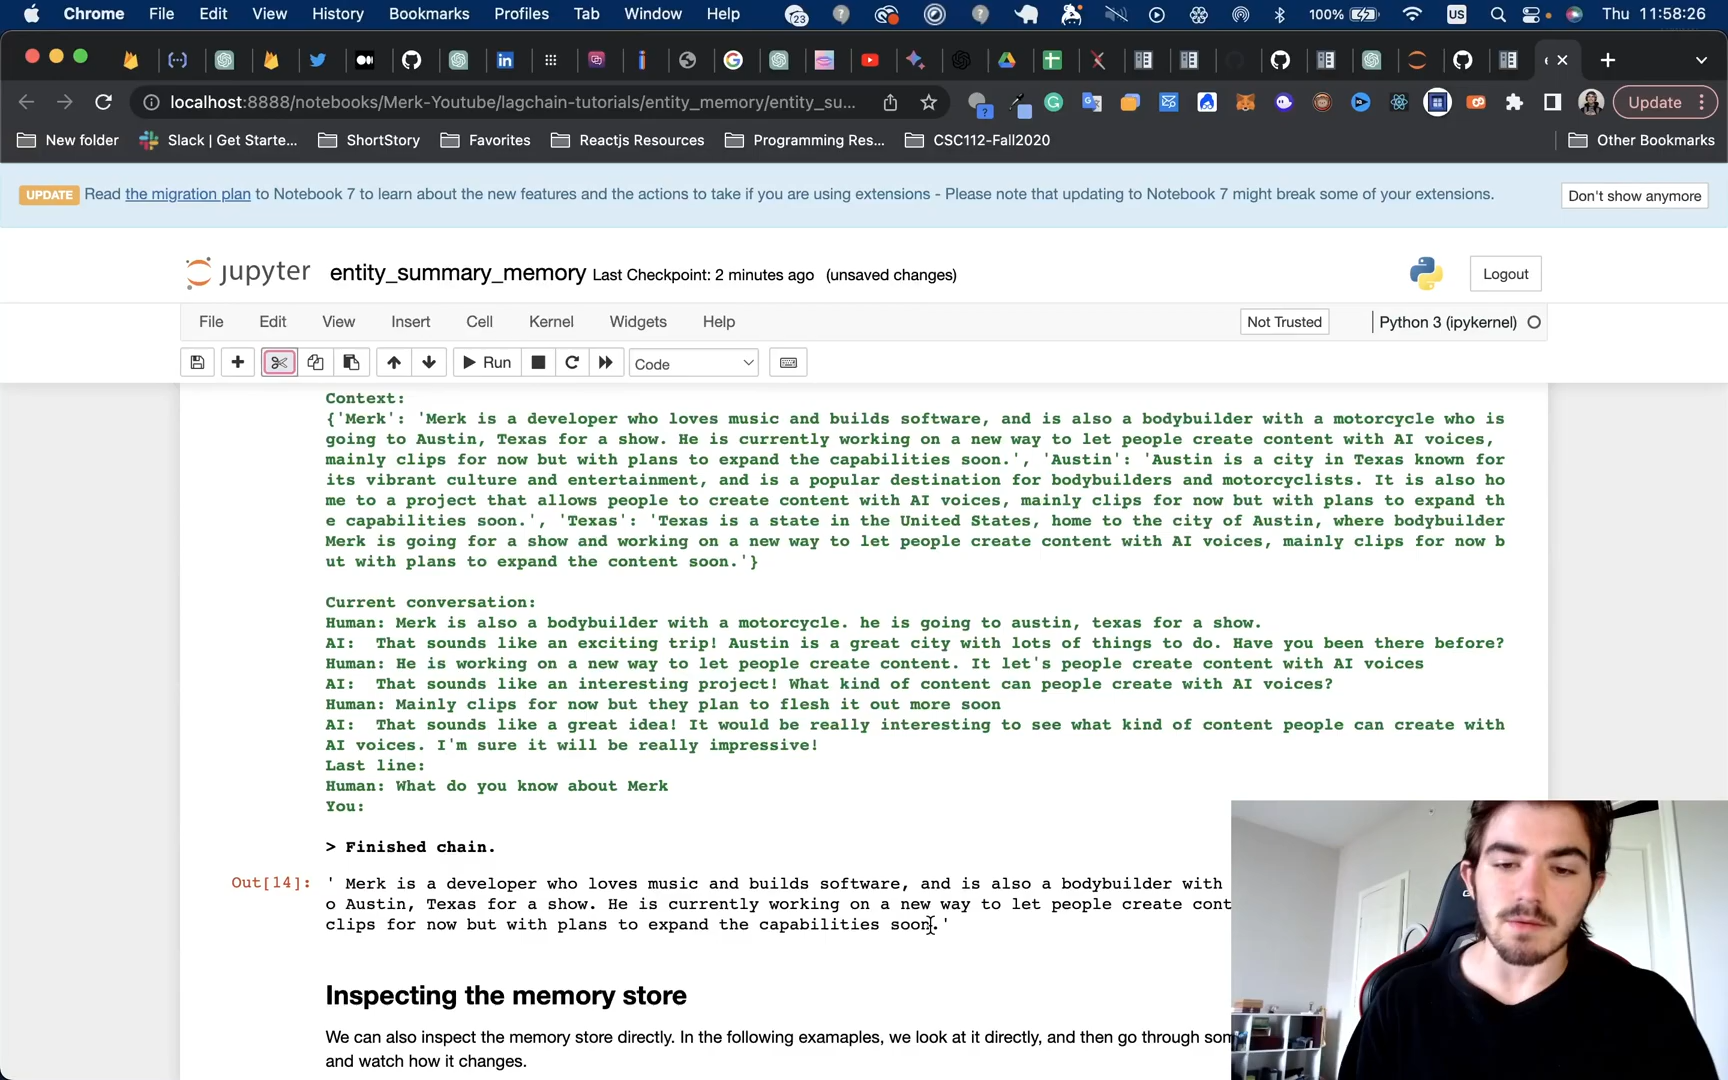 Chrome File Edit View History Bookmarks Profiles Tab Window Help 23 100% US Thu 11:58:26
localhost:8888/notebooks/Merk-Youtube/lagchain-tutorials/entity_memory/entity_su... Update
New folder Slack | Get Starte... ShortStory Favorites Reactjs Resources Programming Res... CSC112-Fall2020 Other Bookmarks
UPDATE Read the migration plan to Notebook 7 to learn about the new features and the actions to take if you are using extensions - Please note that updating to Notebook 7 might break some of your extensions. Don't show anymore
jupyter entity_summary_memory Last Checkpoint: 2 minutes ago (unsaved changes) Logout
File Edit View Insert Cell Kernel Widgets Help Not Trusted Python 3 (ipykernel)
Run Code
Context:
{'Merk': 'Merk is a developer who loves music and builds software, and is also a bodybuilder with a motorcycle who is
going to Austin, Texas for a show. He is currently working on a new way to let people create content with AI voices,
mainly clips for now but with plans to expand the capabilities soon.', 'Austin': 'Austin is a city in Texas known for
its vibrant culture and entertainment, and is a popular destination for bodybuilders and motorcyclists. It is also ho
me to a project that allows people to create content with AI voices, mainly clips for now but with plans to expand th
e capabilities soon.', 'Texas': 'Texas is a state in the United States, home to the city of Austin, where bodybuilder
Merk is going for a show and working on a new way to let people create content with AI voices, mainly clips for now b
ut with plans to expand the content soon.'}
Current conversation:
Human: Merk is also a bodybuilder with a motorcycle. he is going to austin, texas for a show.
AI:  That sounds like an exciting trip! Austin is a great city with lots of things to do. Have you been there before?
Human: He is working on a new way to let people create content. It let's people create content with AI voices
AI:  That sounds like an interesting project! What kind of content can people create with AI voices?
Human: Mainly clips for now but they plan to flesh it out more soon
AI:  That sounds like a great idea! It would be really interesting to see what kind of content people can create with
AI voices. I'm sure it will be really impressive!
Last line:
Human: What do you know about Merk
You:
> Finished chain.
Out[14]: ' Merk is a developer who loves music and builds software, and is also a bodybuilder with
o Austin, Texas for a show. He is currently working on a new way to let people create cont
clips for now but with plans to expand the capabilities soon.'
Inspecting the memory store
We can also inspect the memory store directly. In the following examaples, we look at it directly, and then go through som
and watch how it changes.